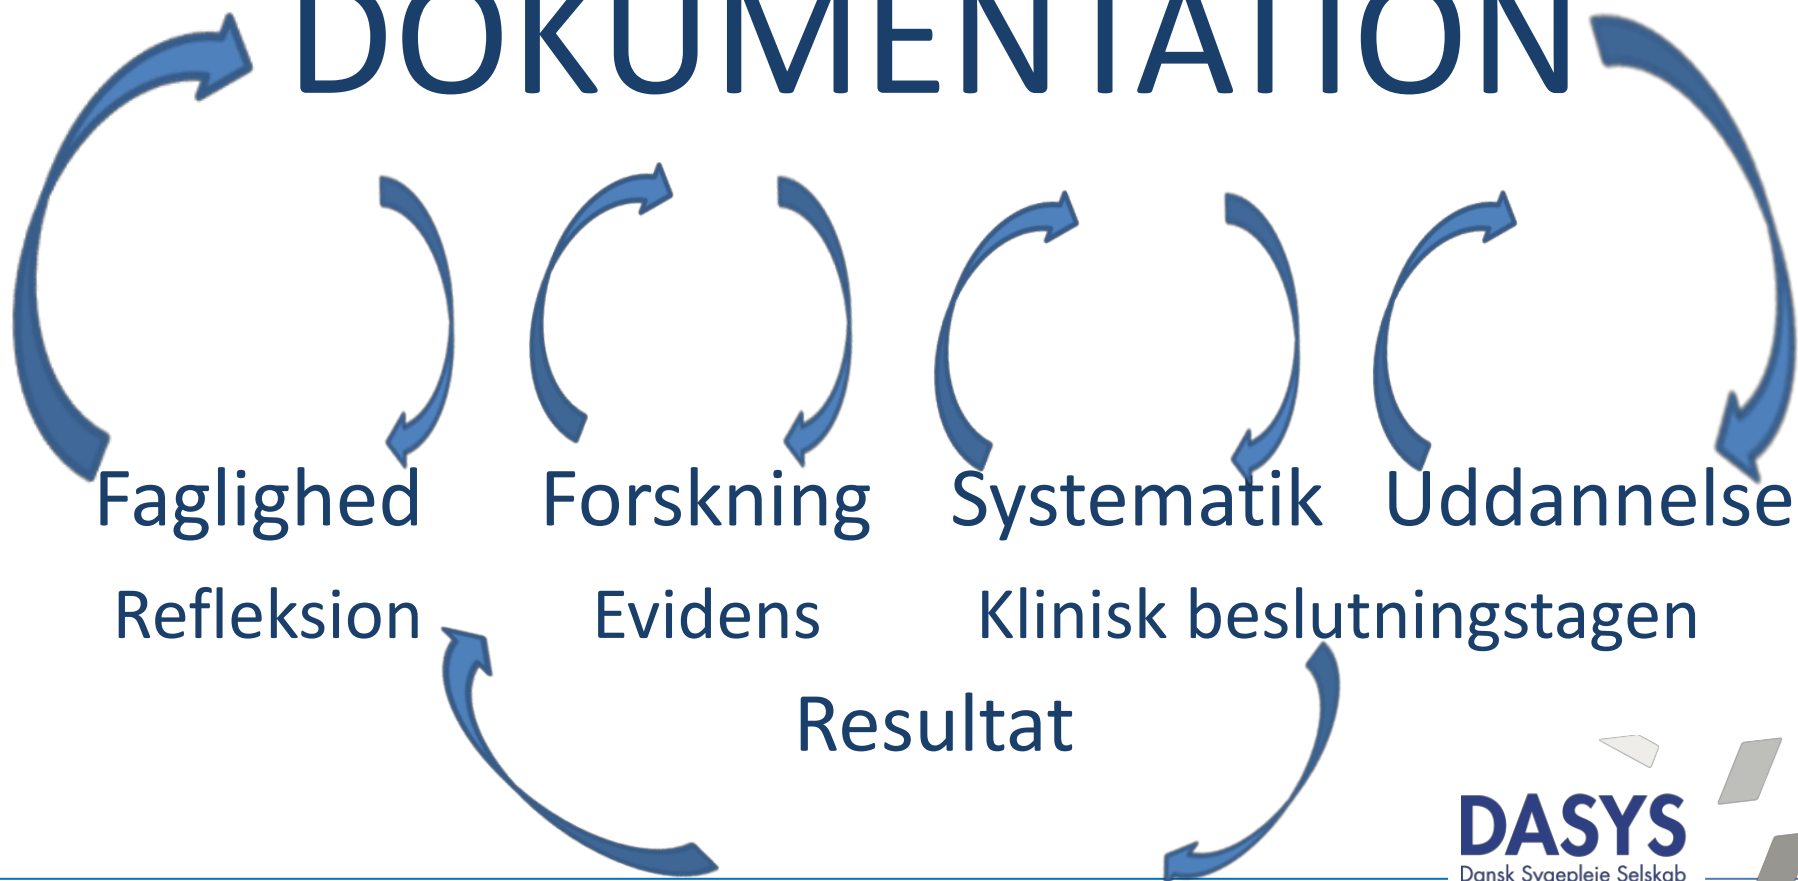 DOKUMENTATION
Faglighed Forskning Systematik Uddannelse
Refleksion Evidens Klinisk beslutningstagen
Resultat
DASYS
Dansk Sygepleje Selskab